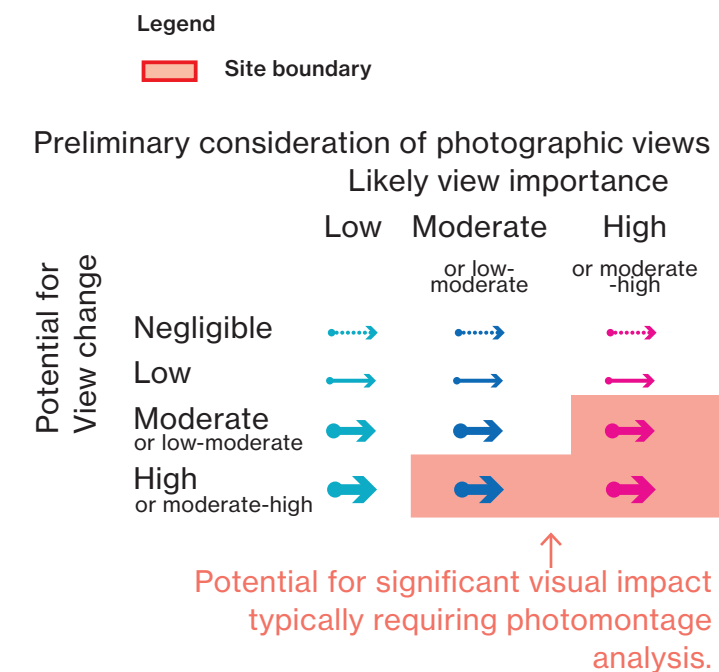 Legend
Site boundary
Preliminary consideration of photographic views
Likely view importance
Low Moderate High
or low-
moderate
or moderate
-high
Potential for
View change
Negligible
Low
Moderate
or low-moderate
High
or moderate-high
Potential for significant visual impact
typically requiring photomontage
analysis.